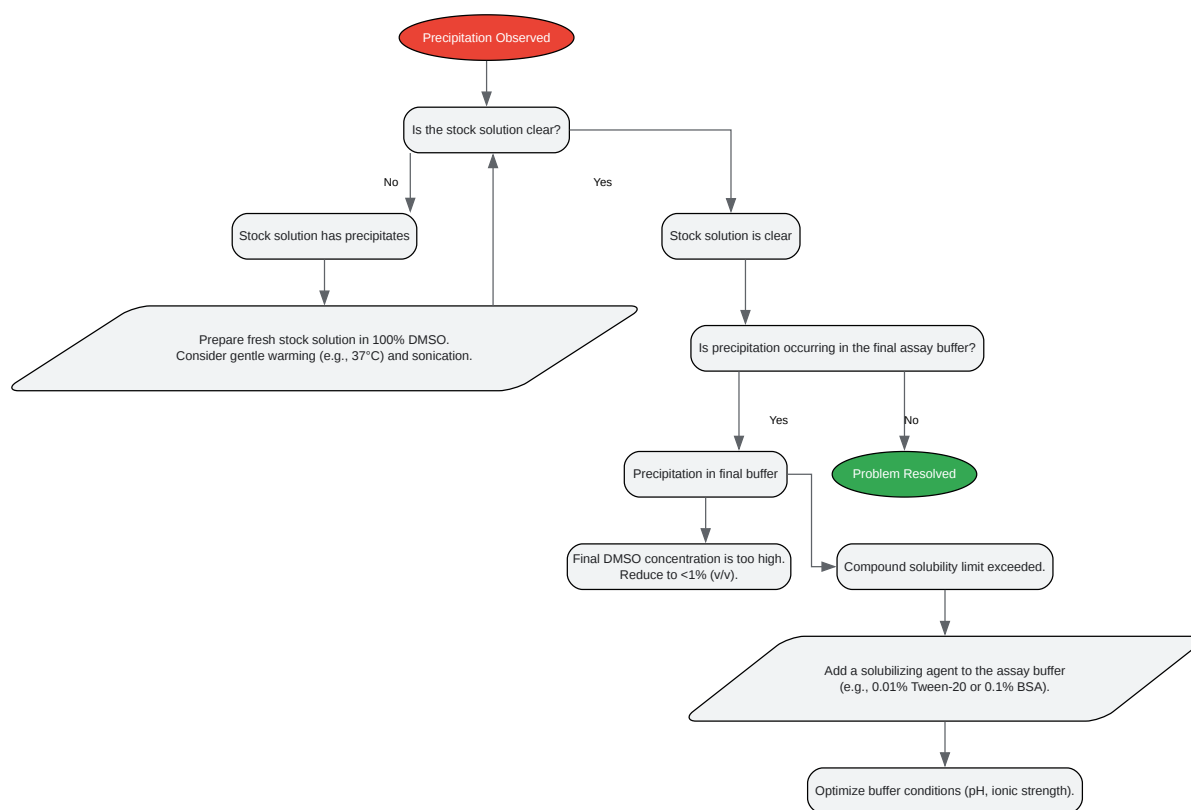 Precipitation Observed
Is the stock solution clear?
No
Yes
Stock solution has precipitates
Stock solution is clear
Prepare fresh stock solution in 100% DMSO.
Consider gentle warming (e.g., 37°C) and sonication.
Is precipitation occurring in the final assay buffer?
Yes
No
Precipitation in final buffer
Problem Resolved
Final DMSO concentration is too high.
Reduce to <1% (v/v).
Compound solubility limit exceeded.
Add a solubilizing agent to the assay buffer
(e.g., 0.01% Tween-20 or 0.1% BSA).
Optimize buffer conditions (pH, ionic strength).